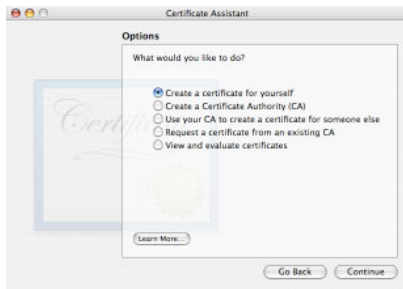 Certificate Assistant
Options
What would you like to do?
Create a certificate for yourself
Create a Certificate Authority (CA)
Use your CA to create a certificate for someone else
Request a certificate from an existing CA
View and evaluate certificates
Learn More...
Go Back
Continue